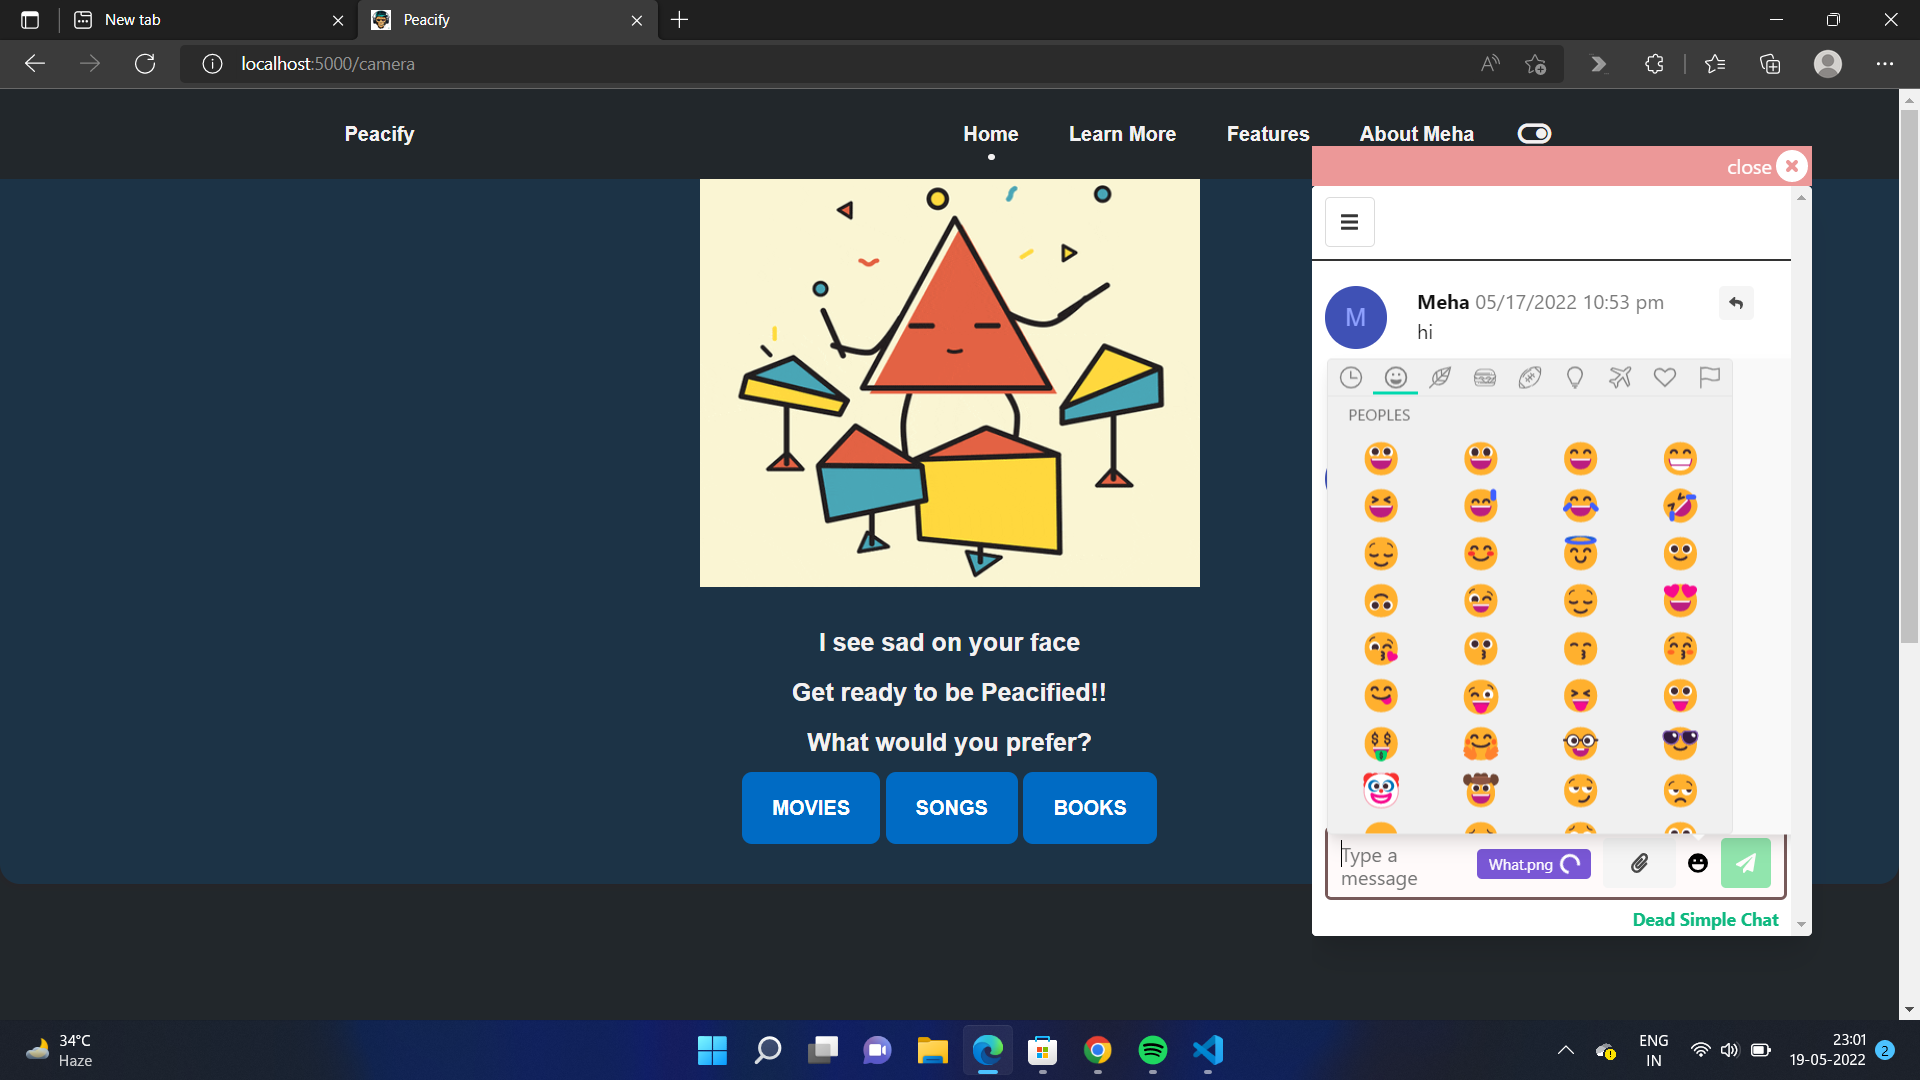 New tab
Peacify
localhost:5000/camera
Peacify
Home
Learn More
Features
About Meha
close
Meha 05/17/2022 10:53 pm
hi
M
PEOPLES
I see sad on your face
Get ready to be Peacified!!
What would you prefer?
MOVIES
SONGS
BOOKS
Type a
message
What.png
Dead Simple Chat
34°C
Haze
ENG
IN
23:01
19-05-2022
2